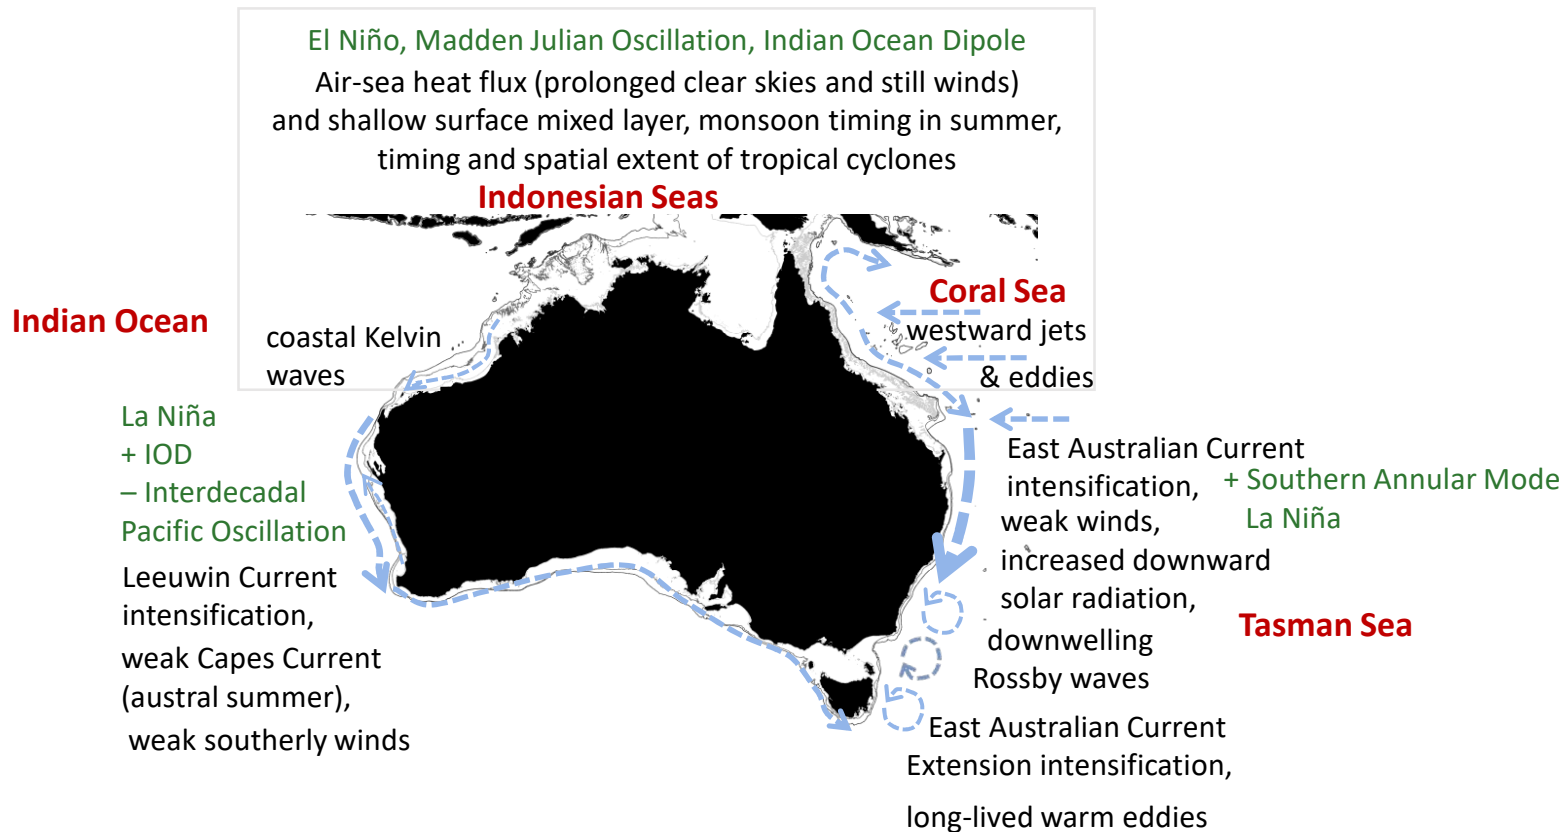 El Niño, Madden Julian Oscillation, Indian Ocean Dipole
Air-sea heat flux (prolonged clear skies and still winds)
and shallow surface mixed layer, monsoon timing in summer,
timing and spatial extent of tropical cyclones
Indonesian Seas
Indian Ocean
coastal Kelvin
waves
Coral Sea
westward jets
& eddies
La Niña
+ IOD
– Interdecadal
Pacific Oscillation
Leeuwin Current
intensification,
weak Capes Current
(austral summer),
weak southerly winds
East Australian Current
intensification,
weak winds,
increased downward
solar radiation,
downwelling
Rossby waves
+ Southern Annular Mode
La Niña
Tasman Sea
East Australian Current
Extension intensification,
long-lived warm eddies